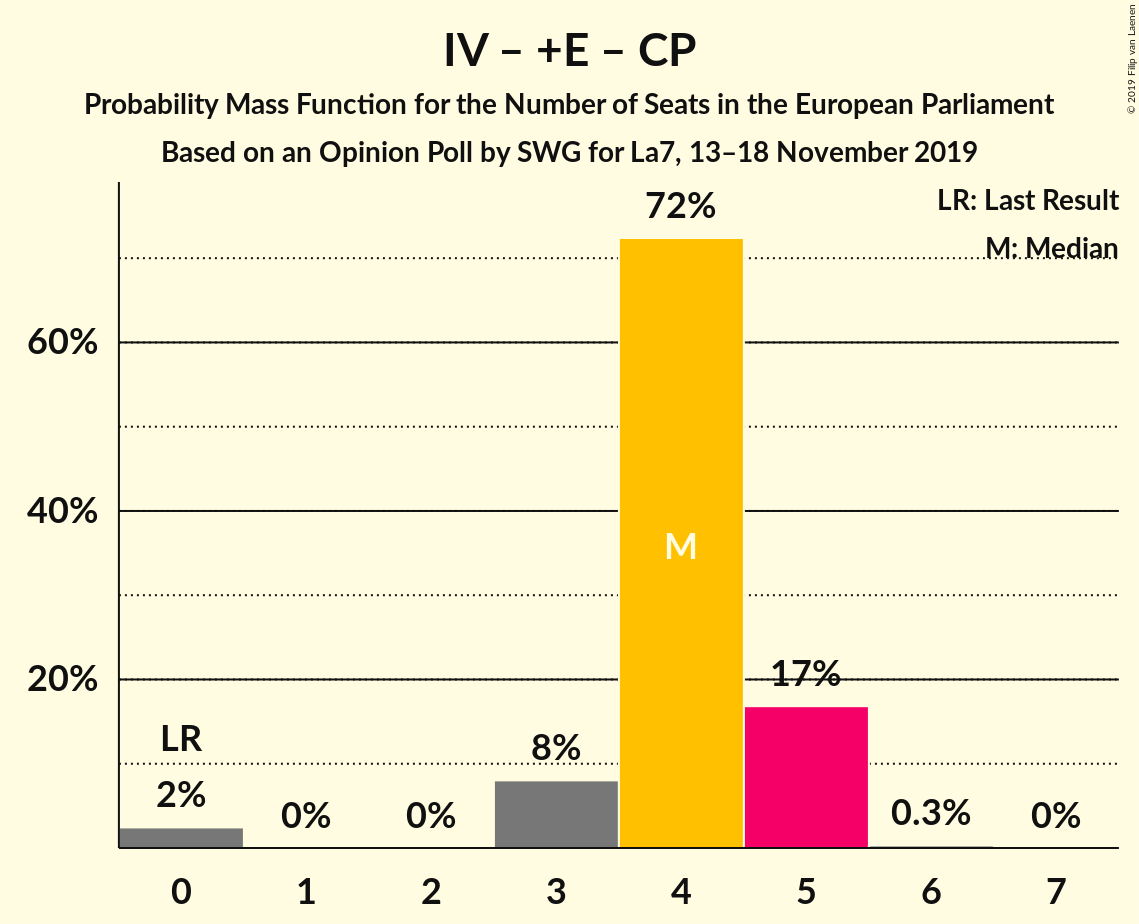 IV – +E – CP
Probability Mass Function for the Number of Seats in the European Parliament
Based on an Opinion Poll by SWG for La7, 13–18 November 2019
© 2019 Filip van Laenen
LR: Last Result
M: Median
72%
60%
40%
20%
M
17%
LR
2%
0%
0%
8%
0.3%
0%
0 1 2 3 4 5 6 7